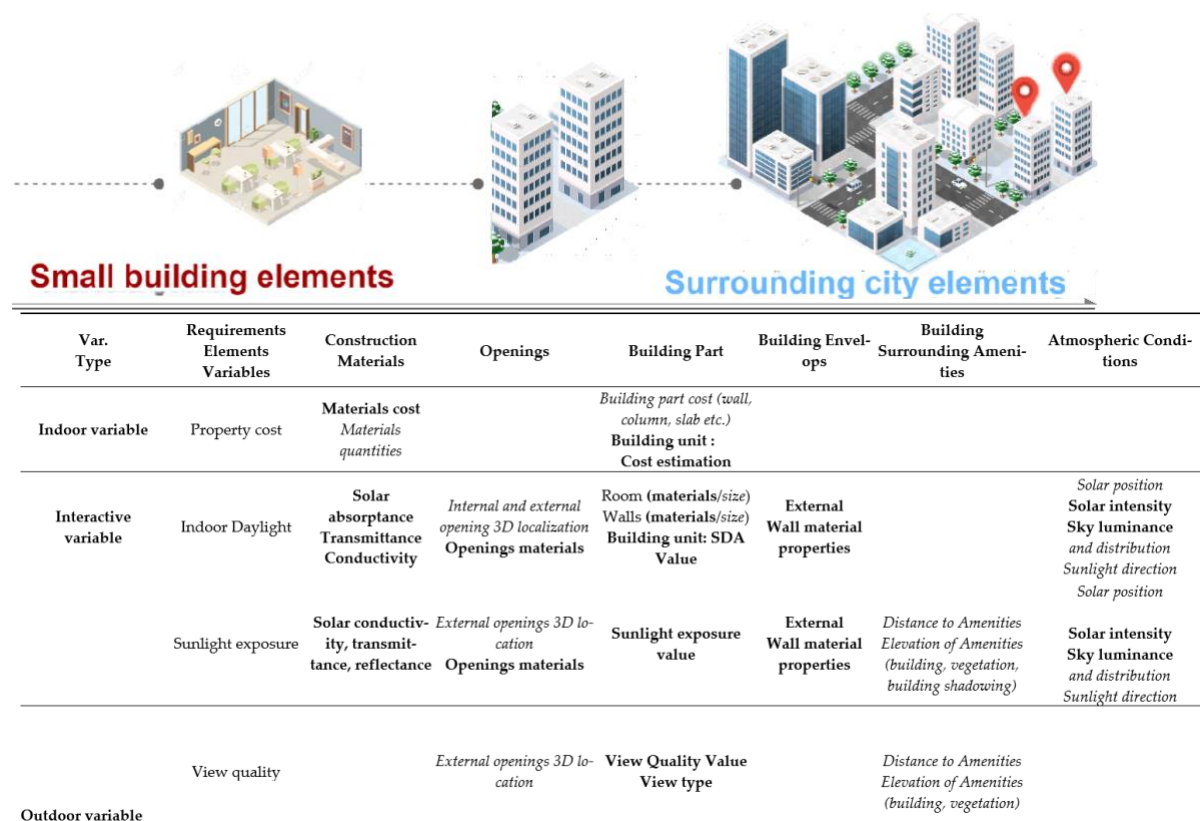 Small building elements
Surrounding city elements
Var.
Type
Requirements
Elements
Variables
Construction
Materials
Openings
Building Part
Building Envel-
ops
Building
Surrounding Ameni-
ties
Atmospheric Condi-
tions
Indoor variable
Property cost
Materials cost
Materials
quantities
Building part cost (wall,
column, slab etc.)
Building unit :
Cost estimation
Interactive
variable
Indoor Daylight
Solar
absorptance
Transmittance
Conductivity
Internal and external
opening 3D localization
Openings materials
Room (materials/size)
Walls (materials/size)
Building unit: SDA
Value
External
Wall material
properties
Solar position
Solar intensity
Sky luminance
and distribution
Sunlight direction
Solar position
Sunlight exposure
Solar conductiv-
ity, transmit-
tance, reflectance
External openings 3D lo-
cation
Openings materials
Sunlight exposure
value
External
Wall material
properties
Distance to Amenities
Elevation of Amenities
(building, vegetation,
building shadowing)
Solar intensity
Sky luminance
and distribution
Sunlight direction
View quality
External openings 3D lo-
cation
View Quality Value
View type
Distance to Amenities
Elevation of Amenities
(building, vegetation)
Outdoor variable